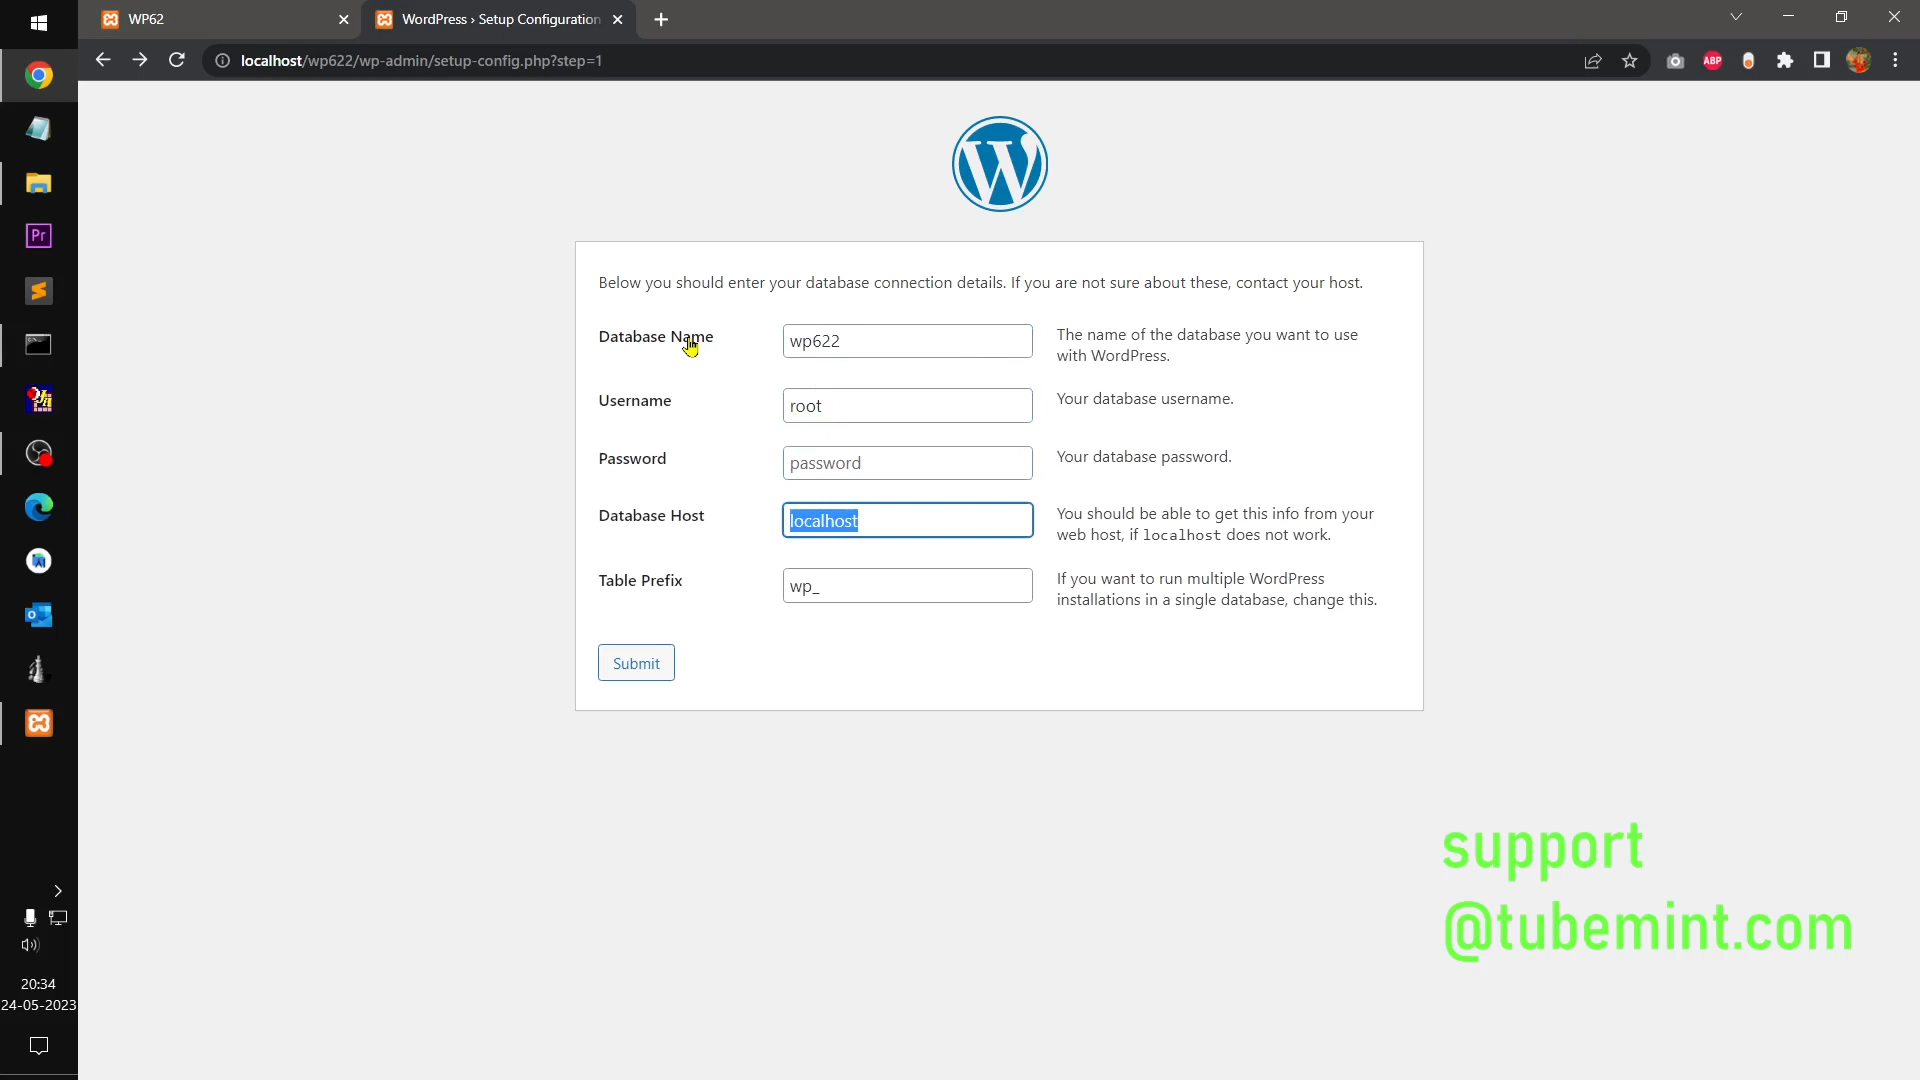 WP62
WordPress › Setup Configuration
localhost/wp622/wp-admin/setup-config.php?step=1
ABP
Pr
Below you should enter your database connection details. If you are not sure about these, contact your host.
Database Name
wp622
The name of the database you want to use
with WordPress.
Username
root
Your database username.
Password
password
Your database password.
Database Host
localhost
You should be able to get this info from your
web host, if localhost does not work.
Table Prefix
wp_
If you want to run multiple WordPress
installations in a single database, change this.
Submit
support
@tubemint.com
20:34
24-05-2023